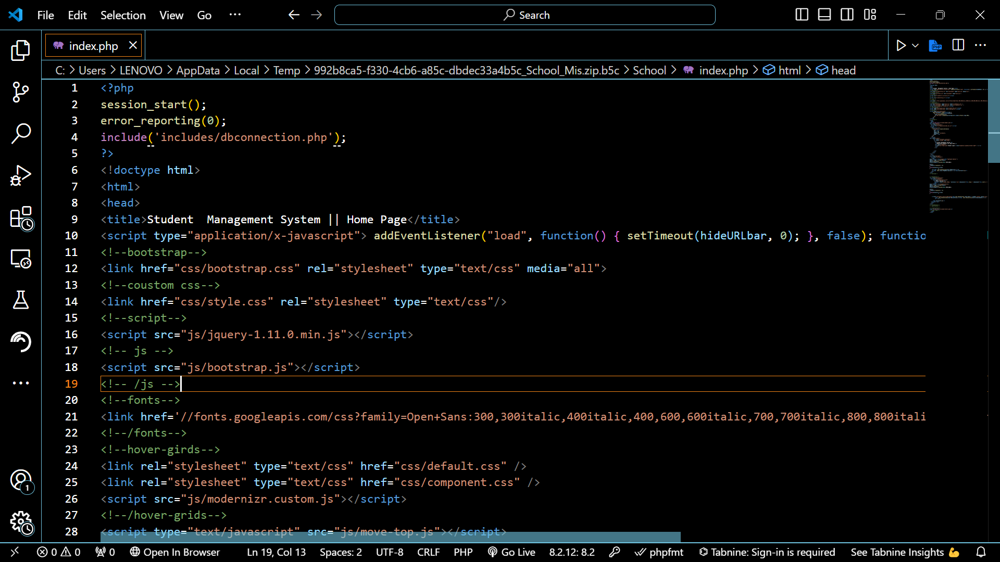 File Edit Selection View Go ··· Search
index.php
C: > Users > LENOVO > AppData > Local > Temp > 992b8ca5-f330-4cb6-a85c-dbdec33a4b5c_School_Mis.zip.b5c > School > index.php > html > head
1 <?php
2 session_start();
3 error_reporting(0);
4 include('includes/dbconnection.php');
5 ?>
6 <!doctype html>
7 <html>
8 <head>
9 <title>Student  Management System || Home Page</title>
10 <script type="application/x-javascript"> addEventListener("load", function() { setTimeout(hideURLbar, 0); }, false); functio
11 <!--bootstrap-->
12 <link href="css/bootstrap.css" rel="stylesheet" type="text/css" media="all">
13 <!--coustom css-->
14 <link href="css/style.css" rel="stylesheet" type="text/css"/>
15 <!--script-->
16 <script src="js/jquery-1.11.0.min.js"></script>
17 <!-- js -->
18 <script src="js/bootstrap.js"></script>
19 <!-- /js -->
20 <!--fonts-->
21 <link href='//fonts.googleapis.com/css?family=Open+Sans:300,300italic,400italic,400,600,600italic,700,700italic,800,800itali
22 <!--/fonts-->
23 <!--hover-girds-->
24 <link rel="stylesheet" type="text/css" href="css/default.css" />
25 <link rel="stylesheet" type="text/css" href="css/component.css" />
26 <script src="js/modernizr.custom.js"></script>
27 <!--/hover-grids-->
28 <script type="text/javascript" src="js/move-top.js"></script>
1
0 0 0 Open In Browser Ln 19, Col 13 Spaces: 2 UTF-8 CRLF PHP Go Live 8.2.12: 8.2 phpfmt Tabnine: Sign-in is required See Tabnine Insights